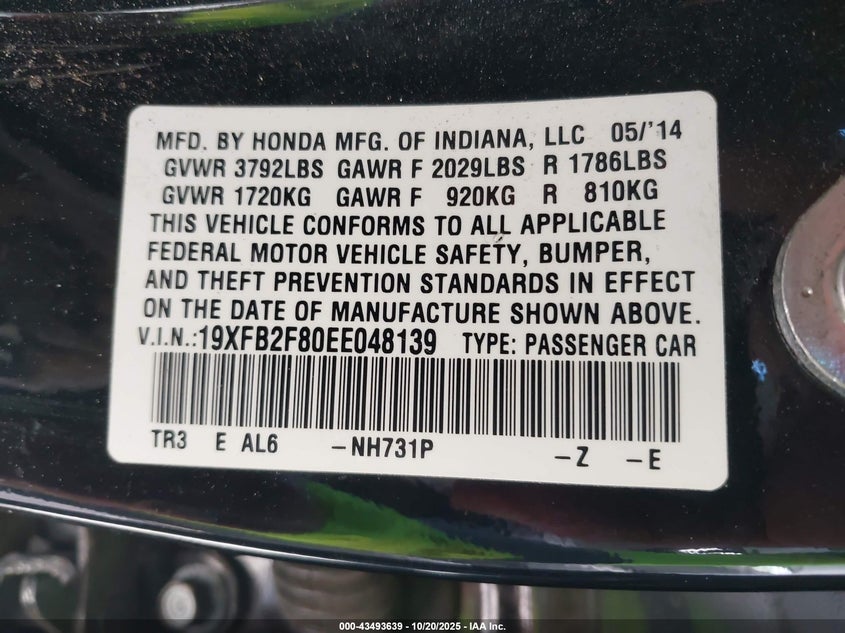 MFD. BY HONDA MFG. OF INDIANA, LLC 05/'14
GVWR 3792LBS GAWR F 2029LBS R 1786LBS
GVWR 1720KG GAWR F 920KG R 810KG
THIS VEHICLE CONFORMS TO ALL APPLICABLE
FEDERAL MOTOR VEHICLE SAFETY, BUMPER,
AND THEFT PREVENTION STANDARDS IN EFFECT
ON THE DATE OF MANUFACTURE SHOWN ABOVE.
V.I.N.:19XFB2F80EE048139 TYPE: PASSENGER CAR
TR3 E AL6 -NH731P -Z -E
000-43493639 - 10/20/2025 - IAA Inc.